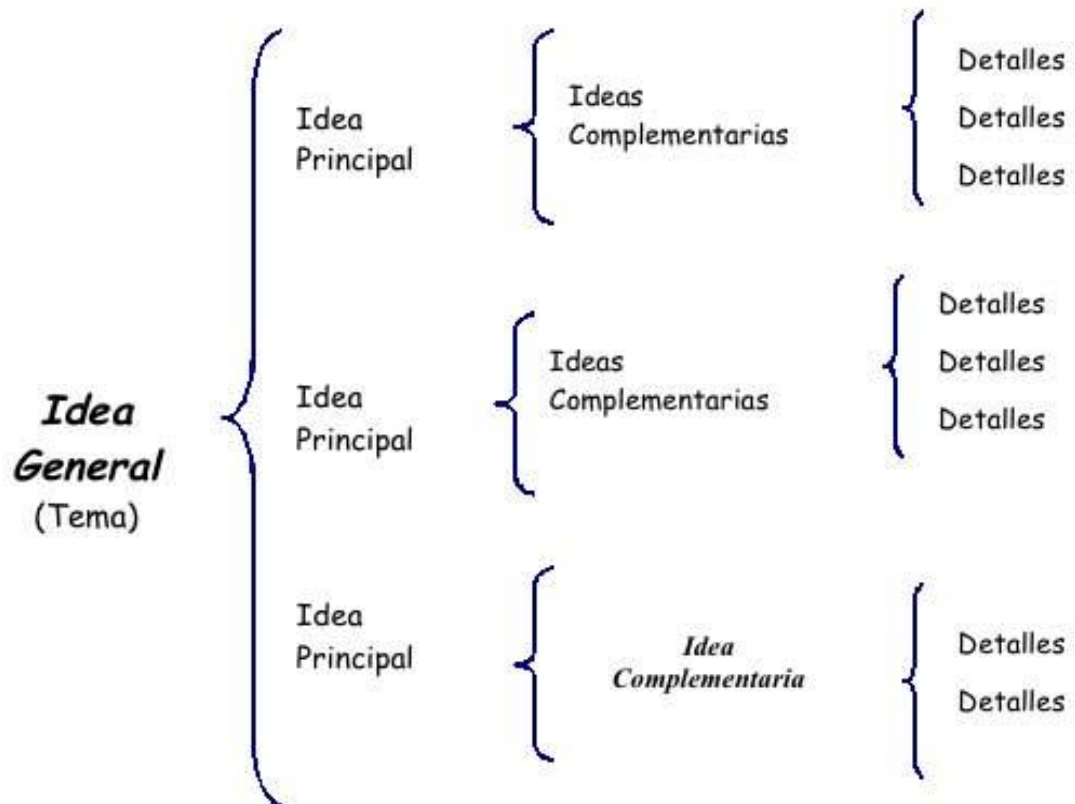 Idea
General
(Tema)
Idea
Principal
Ideas
Complementarias
Detalles
Detalles
Detalles
Idea
Principal
Ideas
Complementarias
Detalles
Detalles
Detalles
Idea
Principal
Idea
Complementaria
Detalles
Detalles